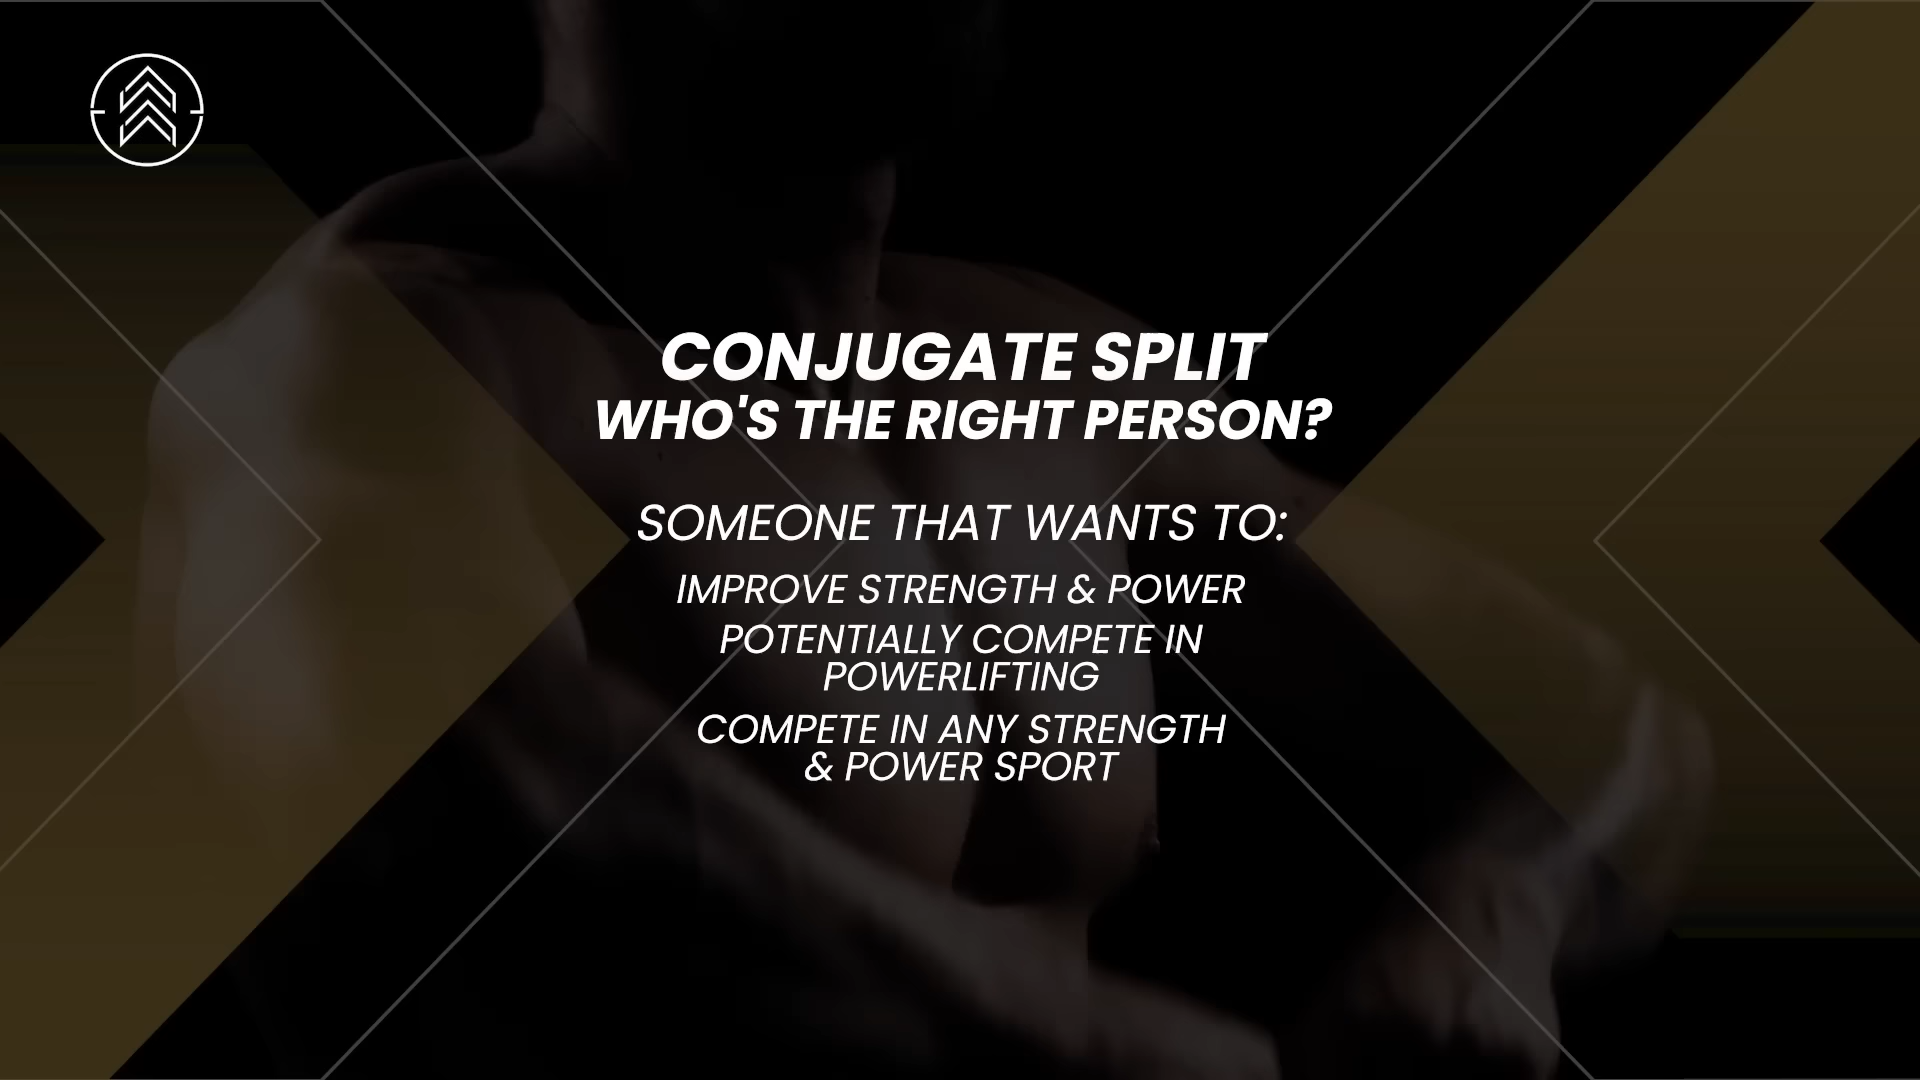 CONJUGATE SPLIT
WHO'S THE RIGHT PERSON?
SOMEONE THAT WANTS TO:
IMPROVE STRENGTH & POWER
POTENTIALLY COMPETE IN
POWERLIFTING
COMPETE IN ANY STRENGTH
& POWER SPORT